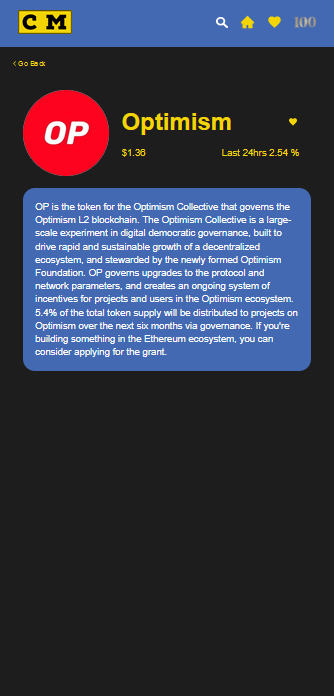 C M
100
< Go Back
OP
Optimism
$1.36
Last 24hrs 2.54 %
OP is the token for the Optimism Collective that governs the
Optimism L2 blockchain. The Optimism Collective is a large-
scale experiment in digital democratic governance, built to
drive rapid and sustainable growth of a decentralized
ecosystem, and stewarded by the newly formed Optimism
Foundation. OP governs upgrades to the protocol and
network parameters, and creates an ongoing system of
incentives for projects and users in the Optimism ecosystem.
5.4% of the total token supply will be distributed to projects on
Optimism over the next six months via governance. If you're
building something in the Ethereum ecosystem, you can
consider applying for the grant.